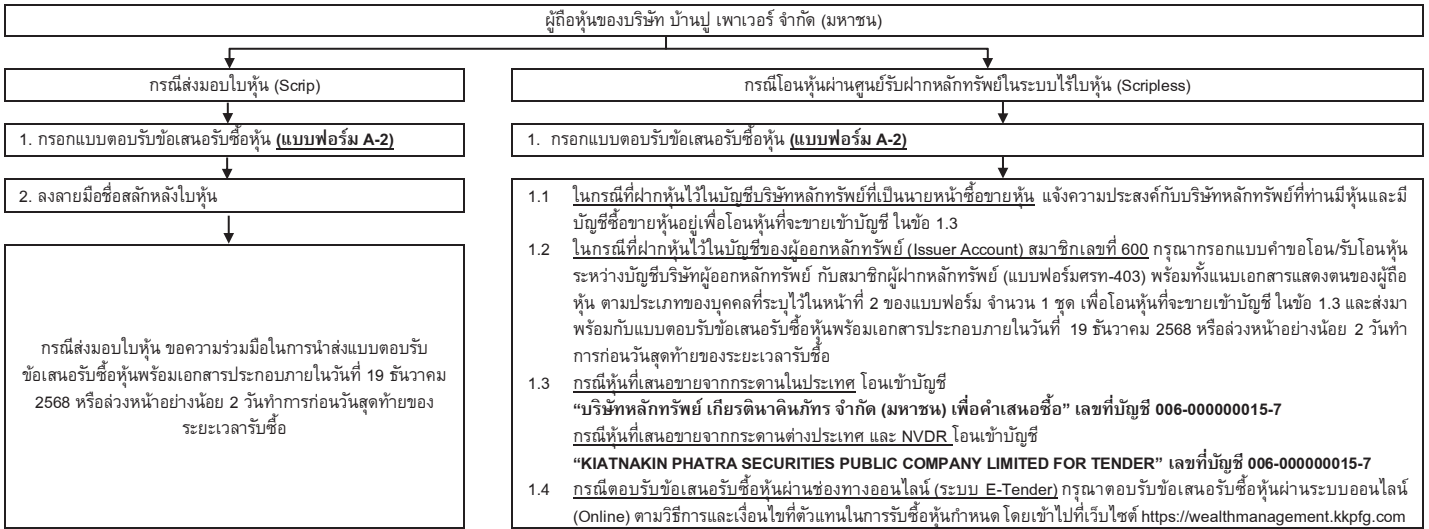 ผู้ถือหุ้นของบริษัท บ้านปู เพาเวอร์ จำกัด (มหาชน)
กรณีส่งมอบใบหุ้น (Scrip)
1. กรอกแบบตอบรับข้อเสนอรับซื้อหุ้น (แบบฟอร์ม A-2)
2. ลงลายมือชื่อสลักหลังใบหุ้น
กรณีส่งมอบใบหุ้น ขอความร่วมมือในการนำส่งแบบตอบรับ
ข้อเสนอรับซื้อหุ้นพร้อมเอกสารประกอบภายในวันที่ 19 ธันวาคม
2568 หรือล่วงหน้าอย่างน้อย 2 วันทำการก่อนวันสุดท้ายของ
ระยะเวลารับซื้อ
กรณีโอนหุ้นผ่านศูนย์รับฝากหลักทรัพย์ในระบบไร้ใบหุ้น (Scripless)
1. กรอกแบบตอบรับข้อเสนอรับซื้อหุ้น (แบบฟอร์ม A-2)
1.1 ในกรณีที่ฝากหุ้นไว้ในบัญชีบริษัทหลักทรัพย์ที่เป็นนายหน้าซื้อขายหุ้น แจ้งความประสงค์กับบริษัทหลักทรัพย์ที่ท่านมีหุ้นและมี
บัญชีซื้อขายหุ้นอยู่เพื่อโอนหุ้นที่จะขายเข้าบัญชี ในข้อ 1.3
1.2 ในกรณีที่ฝากหุ้นไว้ในบัญชีของผู้ออกหลักทรัพย์ (Issuer Account) สมาชิกเลขที่ 600 กรุณากรอกแบบคำขอโอน/รับโอนหุ้น
ระหว่างบัญชีบริษัทผู้ออกหลักทรัพย์ กับสมาชิกผู้ฝากหลักทรัพย์ (แบบฟอร์มศรท-403) พร้อมทั้งแนบเอกสารแสดงตนของผู้ถือ
หุ้น ตามประเภทของบุคคลที่ระบุไว้ในหน้าที่ 2 ของแบบฟอร์ม จำนวน 1 ชุด เพื่อโอนหุ้นที่จะขายเข้าบัญชี ในข้อ 1.3 และส่งมา
พร้อมกับแบบตอบรับข้อเสนอรับซื้อหุ้นพร้อมเอกสารประกอบภายในวันที่ 19 ธันวาคม 2568 หรือล่วงหน้าอย่างน้อย 2 วันทำ
การก่อนวันสุดท้ายของระยะเวลารับซื้อ
1.3 กรณีหุ้นที่เสนอขายจากกระดานในประเทศ โอนเข้าบัญชี
“บริษัทหลักทรัพย์ เกียรตินาคินภัทร จำกัด (มหาชน) เพื่อคำเสนอซื้อ” เลขที่บัญชี 006-000000015-7
กรณีหุ้นที่เสนอขายจากกระดานต่างประเทศ และ NVDR โอนเข้าบัญชี
“KIATNAKIN PHATRA SECURITIES PUBLIC COMPANY LIMITED FOR TENDER” เลขที่บัญชี 006-000000015-7
1.4 กรณีตอบรับข้อเสนอรับซื้อหุ้นผ่านช่องทางออนไลน์ (ระบบ E-Tender) กรุณาตอบรับข้อเสนอรับซื้อหุ้นผ่านระบบออนไลน์
(Online) ตามวิธีการและเงื่อนไขที่ตัวแทนในการรับซื้อหุ้นกำหนด โดยเข้าไปที่เว็บไซต์ https://wealthmanagement.kkpfg.com